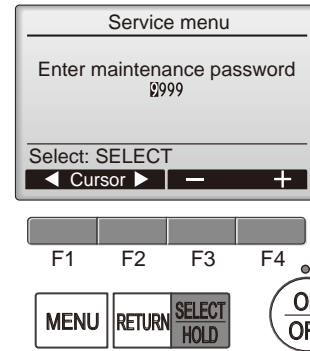 Service menu
Enter maintenance password
9999
Select: SELECT
◀ Cursor ▶ − +
F1 F2 F3 F4
MENU RETURN SELECT
HOLD